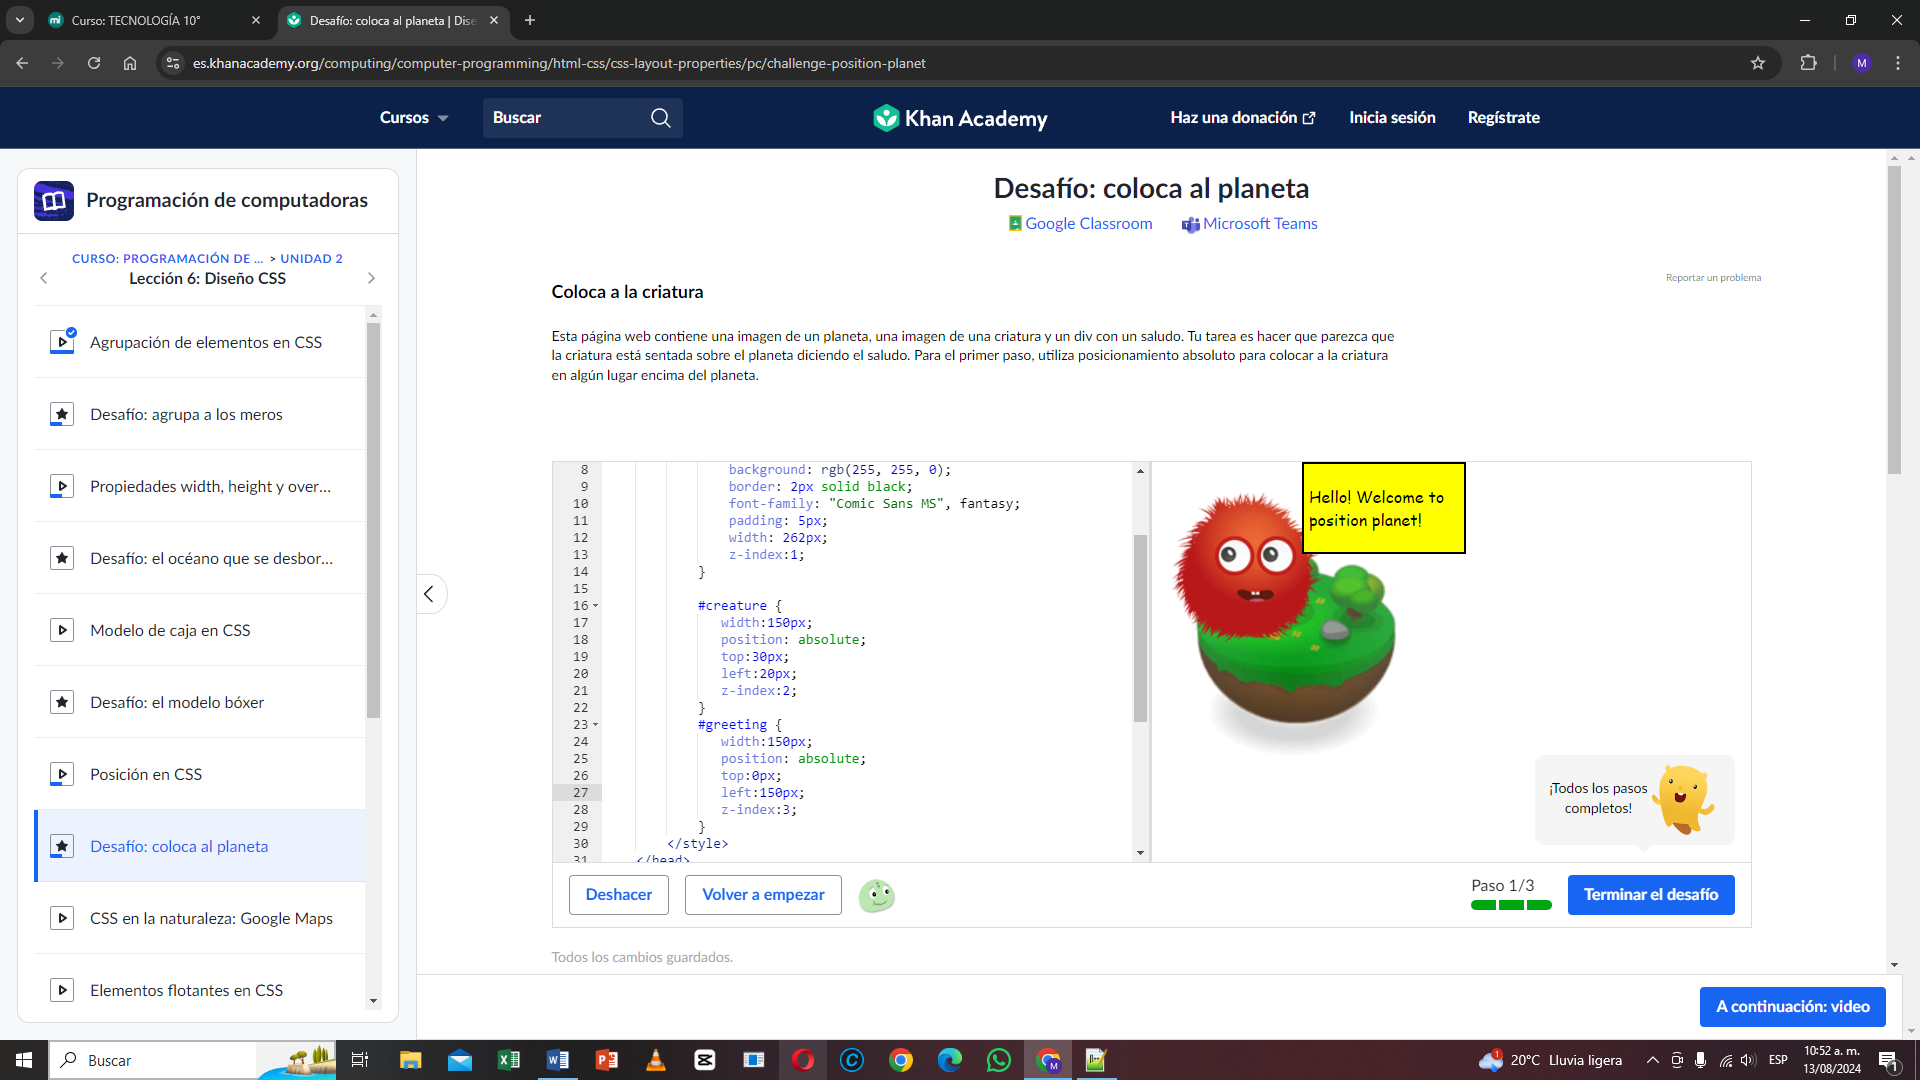 Curso: TECNOLOGÍA 10°
Desafío: coloca al planeta | Dise
es.khanacademy.org/computing/computer-programming/html-css/css-layout-properties/pc/challenge-position-planet
M
Cursos
Buscar
Khan Academy
Haz una donación
Inicia sesión
Regístrate
Programación de computadoras
CURSO: PROGRAMACIÓN DE ... > UNIDAD 2
Lección 6: Diseño CSS
Agrupación de elementos en CSS
Desafío: agrupa a los meros
Propiedades width, height y over...
Desafío: el océano que se desbor...
Modelo de caja en CSS
Desafío: el modelo bóxer
Posición en CSS
Desafío: coloca al planeta
CSS en la naturaleza: Google Maps
Elementos flotantes en CSS
Desafío: coloca al planeta
Google Classroom
Microsoft Teams
Reportar un problema
Coloca a la criatura
Esta página web contiene una imagen de un planeta, una imagen de una criatura y un div con un saludo. Tu tarea es hacer que parezca que
la criatura está sentada sobre el planeta diciendo el saludo. Para el primer paso, utiliza posicionamiento absoluto para colocar a la criatura
en algún lugar encima del planeta.
8 background: rgb(255, 255, 0);
9 border: 2px solid black;
10 font-family: "Comic Sans MS", fantasy;
11 padding: 5px;
12 width: 262px;
13 z-index:1;
14 }
15
16 #creature {
17 width:150px;
18 position: absolute;
19 top:30px;
20 left:20px;
21 z-index:2;
22 }
23 #greeting {
24 width:150px;
25 position: absolute;
26 top:0px;
27 left:150px;
28 z-index:3;
29 }
30 </style>
31 </head>
Hello! Welcome to
position planet!
¡Todos los pasos
completos!
Deshacer
Volver a empezar
Paso 1/3
Terminar el desafío
Todos los cambios guardados.
A continuación: video
Buscar
20°C Lluvia ligera
ESP
10:52 a. m.
13/08/2024
1